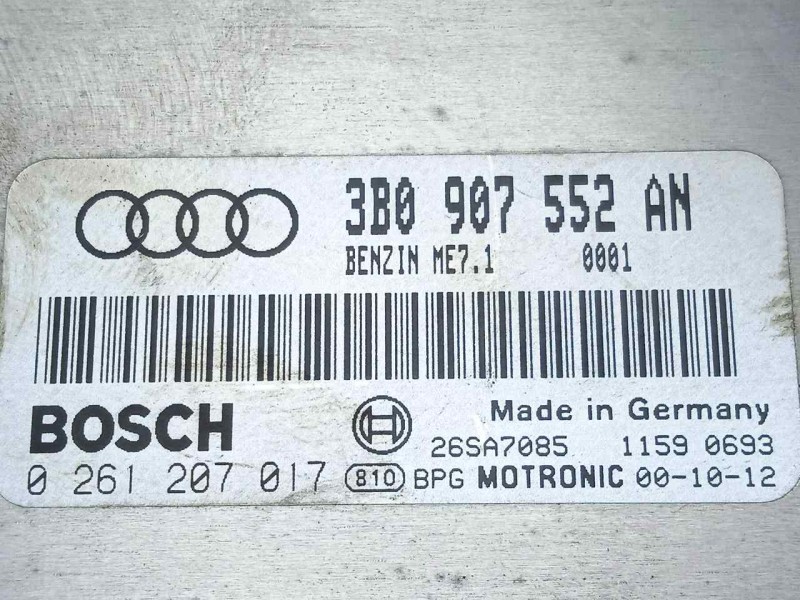 3B0 907 552 AN
BENZIN ME7.1 0001
BOSCH Made in Germany
26SA7085 1159 0693
0 261 207 017 810 BPG MOTRONIC 00-10-12